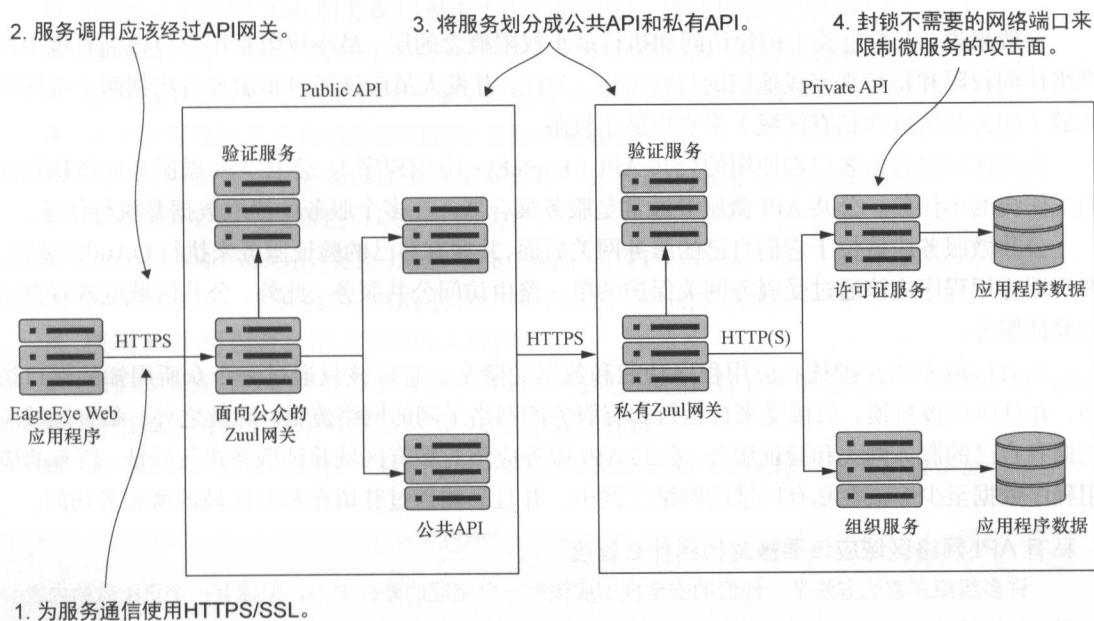 2. 服务调用应该经过API网关。
3. 将服务划分成公共API和私有API。
4. 封锁不需要的网络端口来
限制微服务的攻击面。
Public API
Private API
验证服务
验证服务
许可证服务
应用程序数据
HTTPS
HTTPS
HTTP(S)
EagleEye Web
应用程序
面向公众的
Zuul网关
私有Zuul网关
公共API
组织服务
应用程序数据
1. 为服务通信使用HTTPS/SSL。